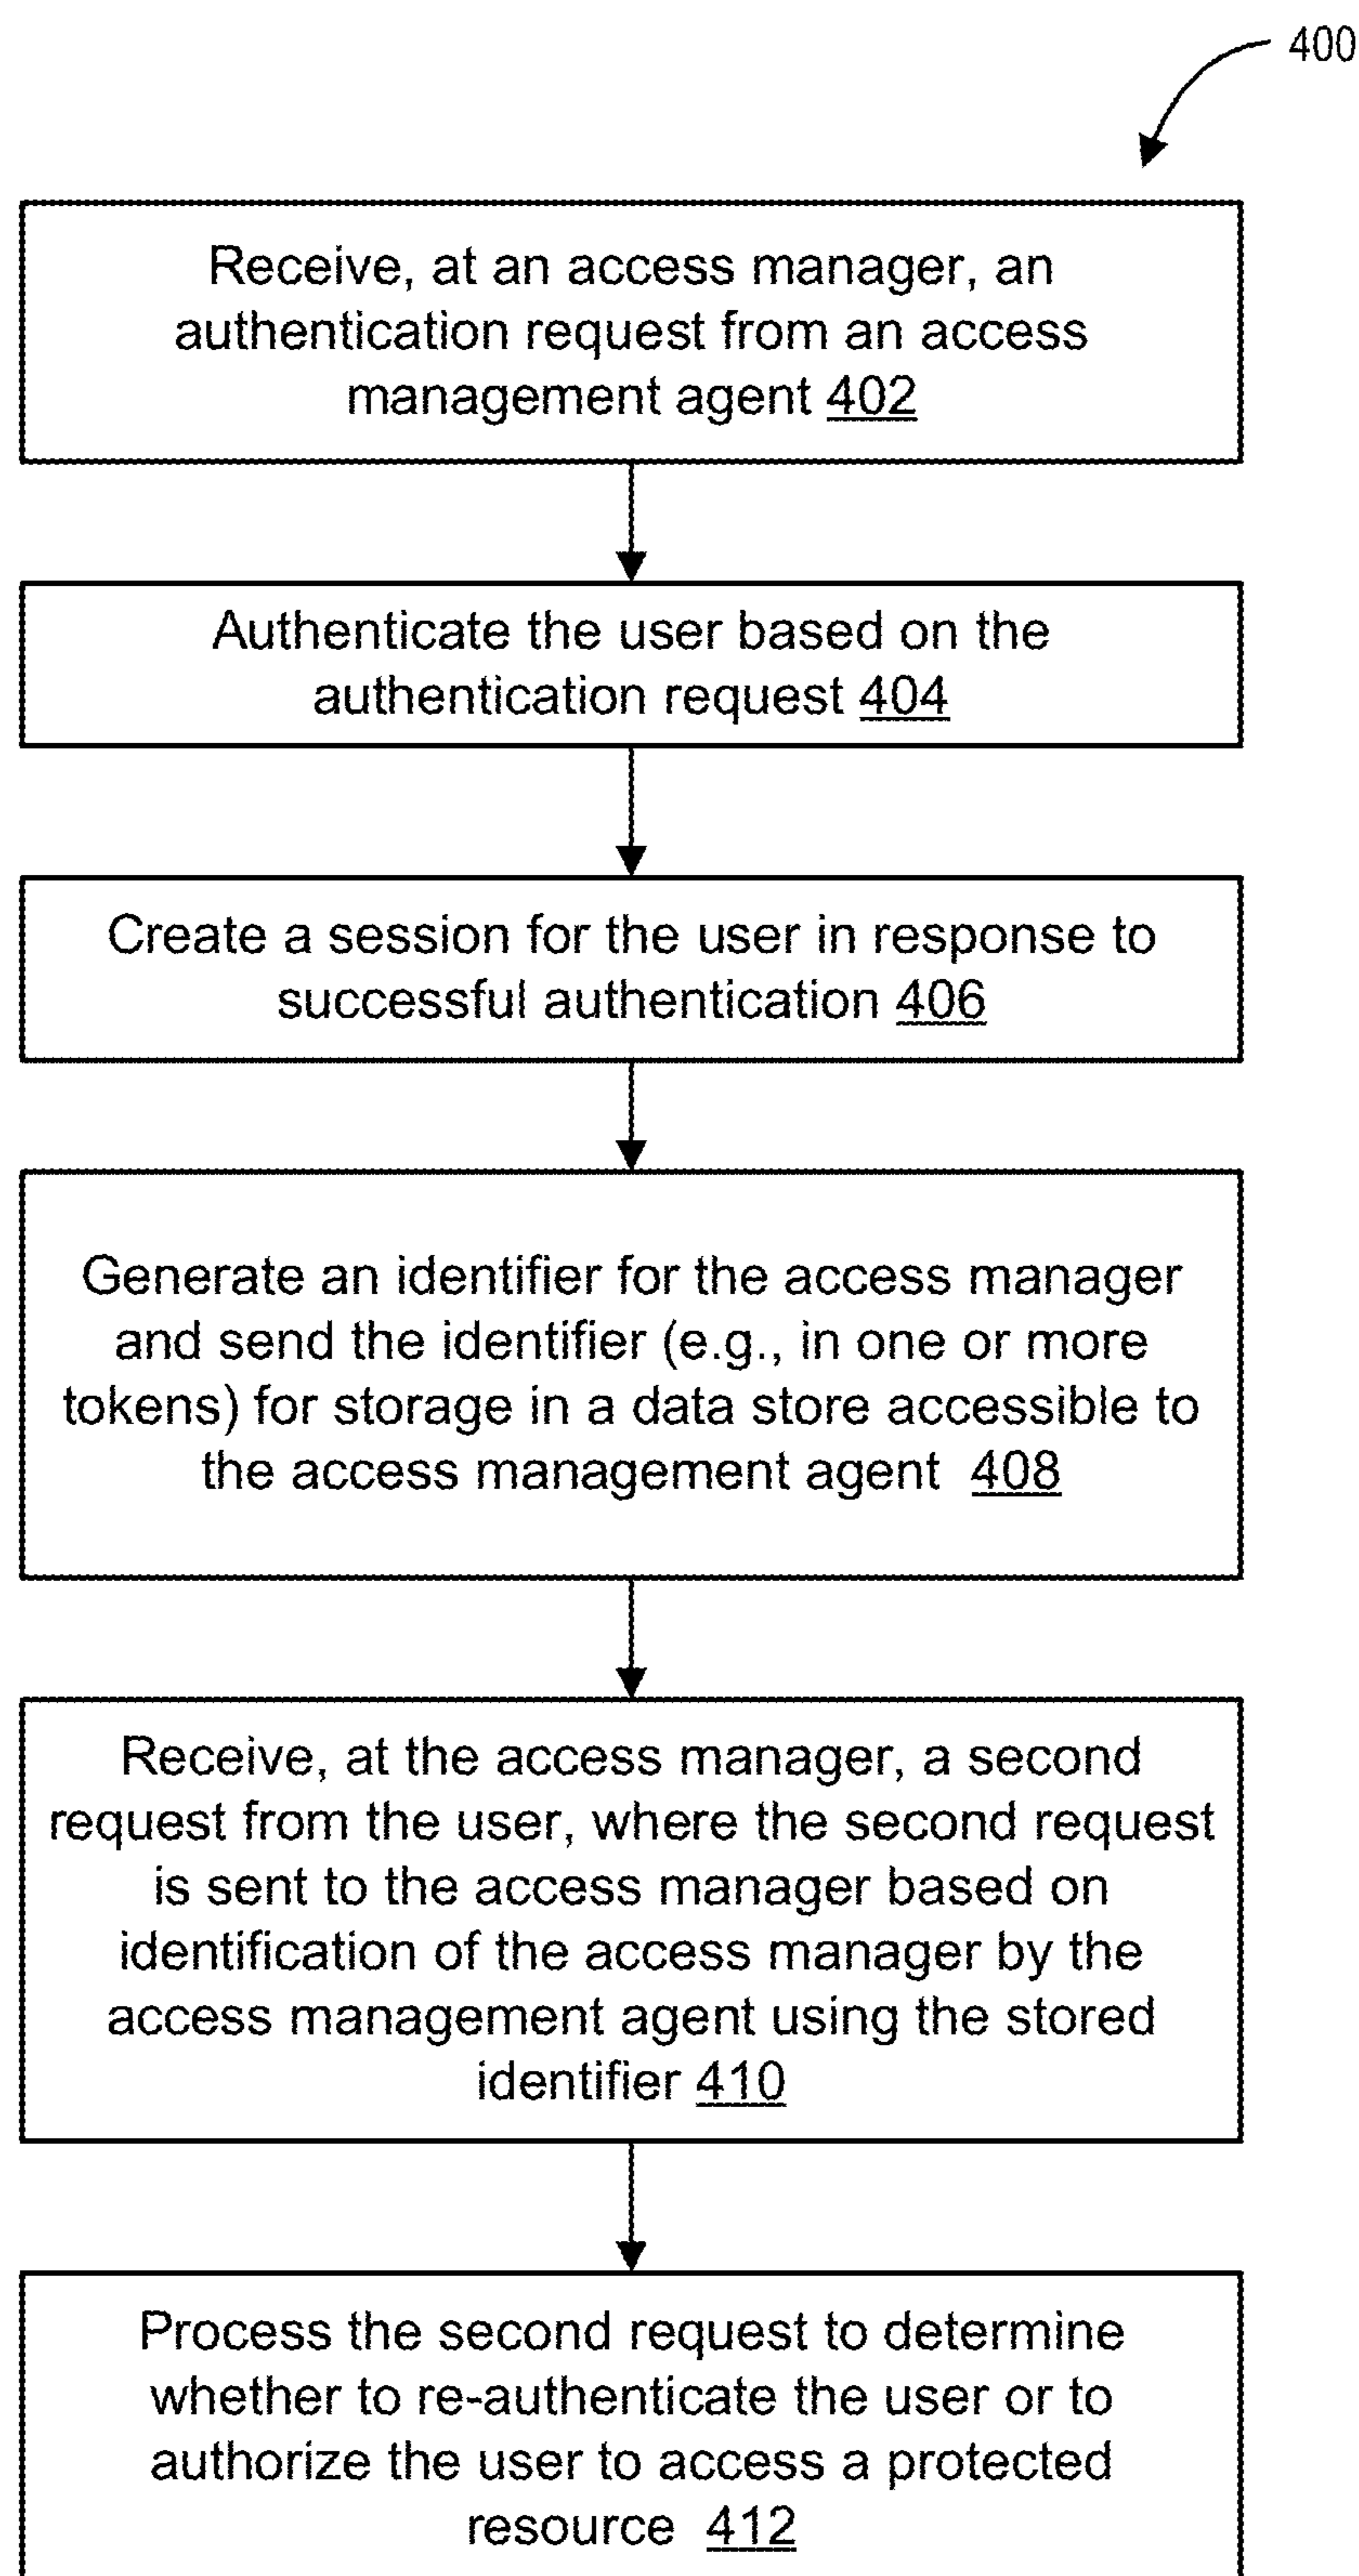 400
Receive, at an access manager, an
authentication request from an access
management agent 402
Authenticate the user based on the
authentication request 404
Create a session for the user in response to
successful authentication 406
Generate an identifier for the access manager
and send the identifier (e.g., in one or more
tokens) for storage in a data store accessible to
the access management agent 408
Receive, at the access manager, a second
request from the user, where the second request
is sent to the access manager based on
identification of the access manager by the
access management agent using the stored
identifier 410
Process the second request to determine
whether to re-authenticate the user or to
authorize the user to access a protected
resource 412